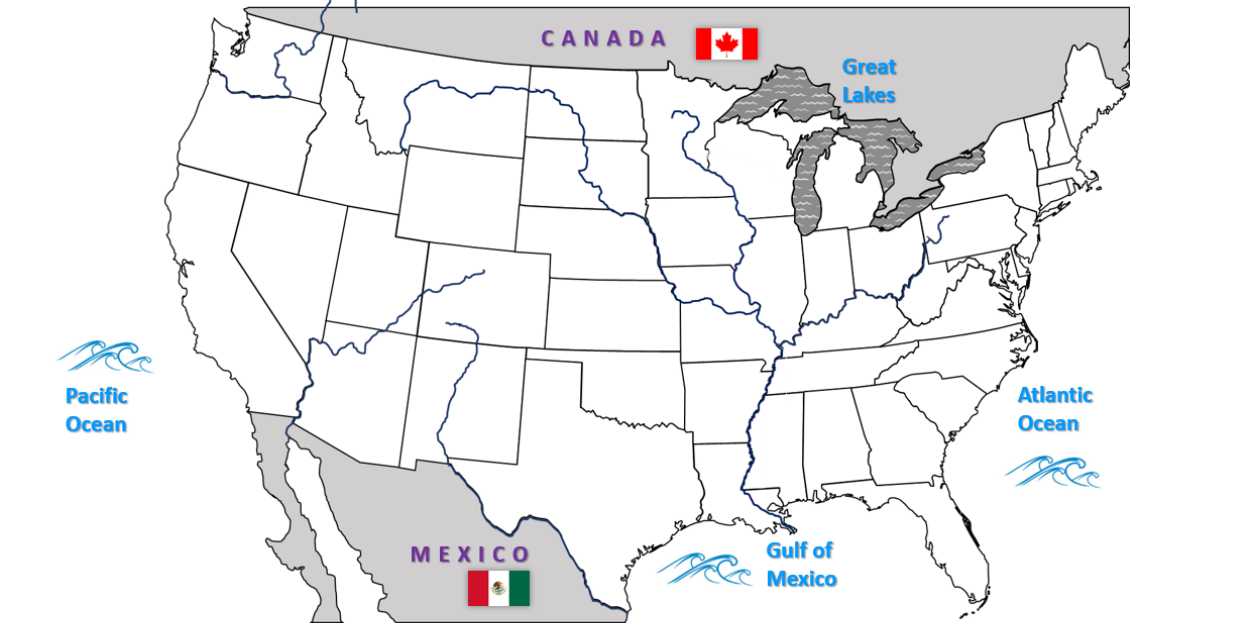 CANADA
Great
Lakes
Pacific
Ocean
Atlantic
Ocean
MEXICO
Gulf of
Mexico